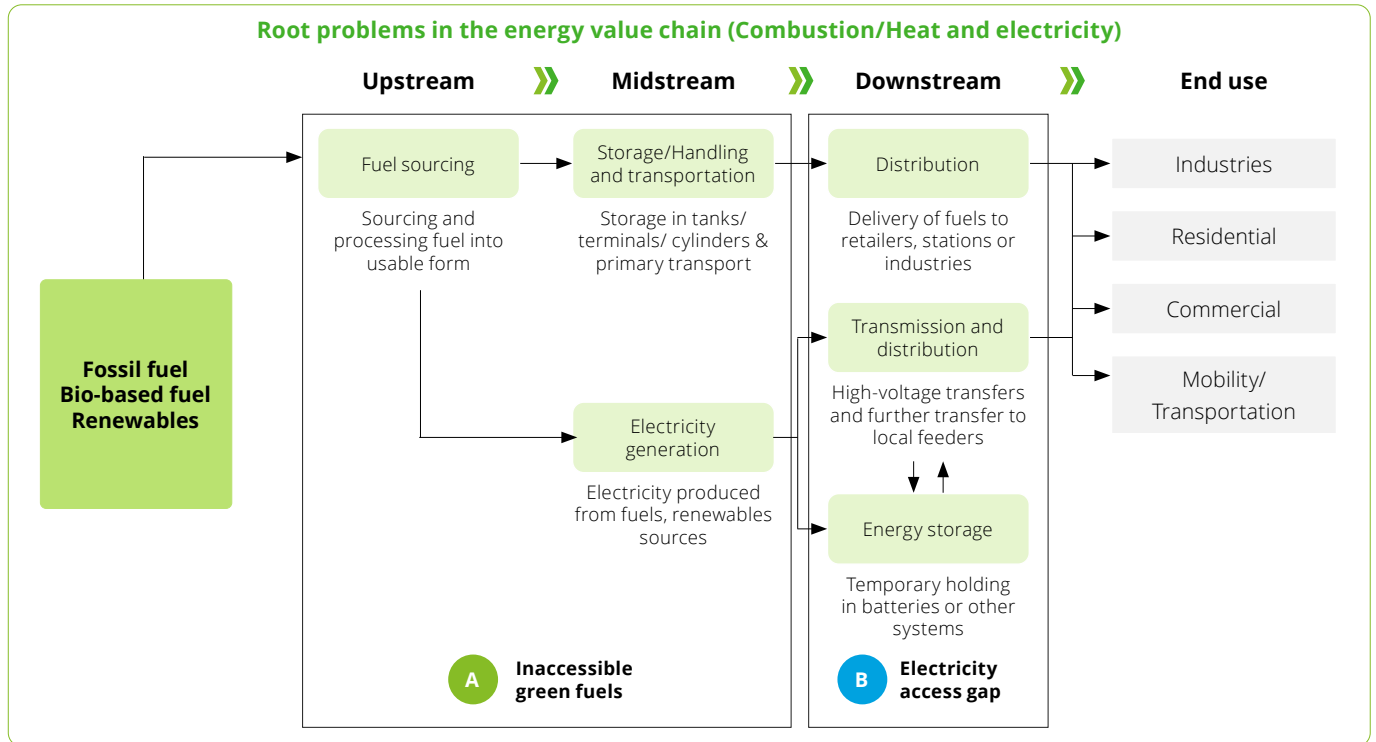 Root problems in the energy value chain (Combustion/Heat and electricity)
Upstream
Midstream
Downstream
End use
Fossil fuel
Bio-based fuel
Renewables
Fuel sourcing
Sourcing and
processing fuel into
usable form
Storage/Handling
and transportation
Storage in tanks/
terminals/ cylinders &
primary transport
Distribution
Delivery of fuels to
retailers, stations or
industries
Industries
Residential
Commercial
Mobility/
Transportation
Transmission and
distribution
High-voltage transfers
and further transfer to
local feeders
Electricity
generation
Electricity produced
from fuels, renewables
sources
Energy storage
Temporary holding
in batteries or other
systems
A
Inaccessible
green fuels
B
Electricity
access gap